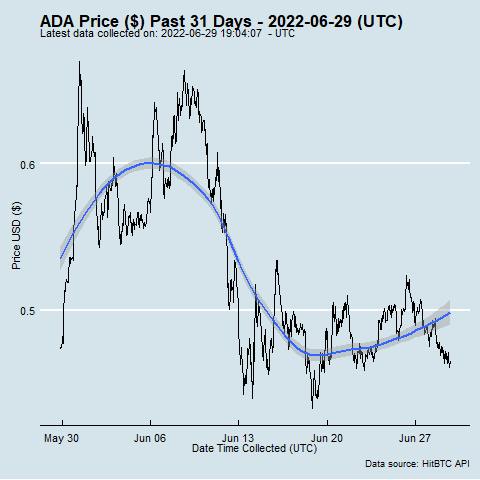 ADA Price ($) Past 31 Days - 2022-06-29 (UTC)
Latest data collected on: 2022-06-29 19:04:07 - UTC
0.6
0.5
Price USD ($)
May 30 Jun 06 Jun 13 Jun 20 Jun 27
Date Time Collected (UTC)
Data source: HitBTC API